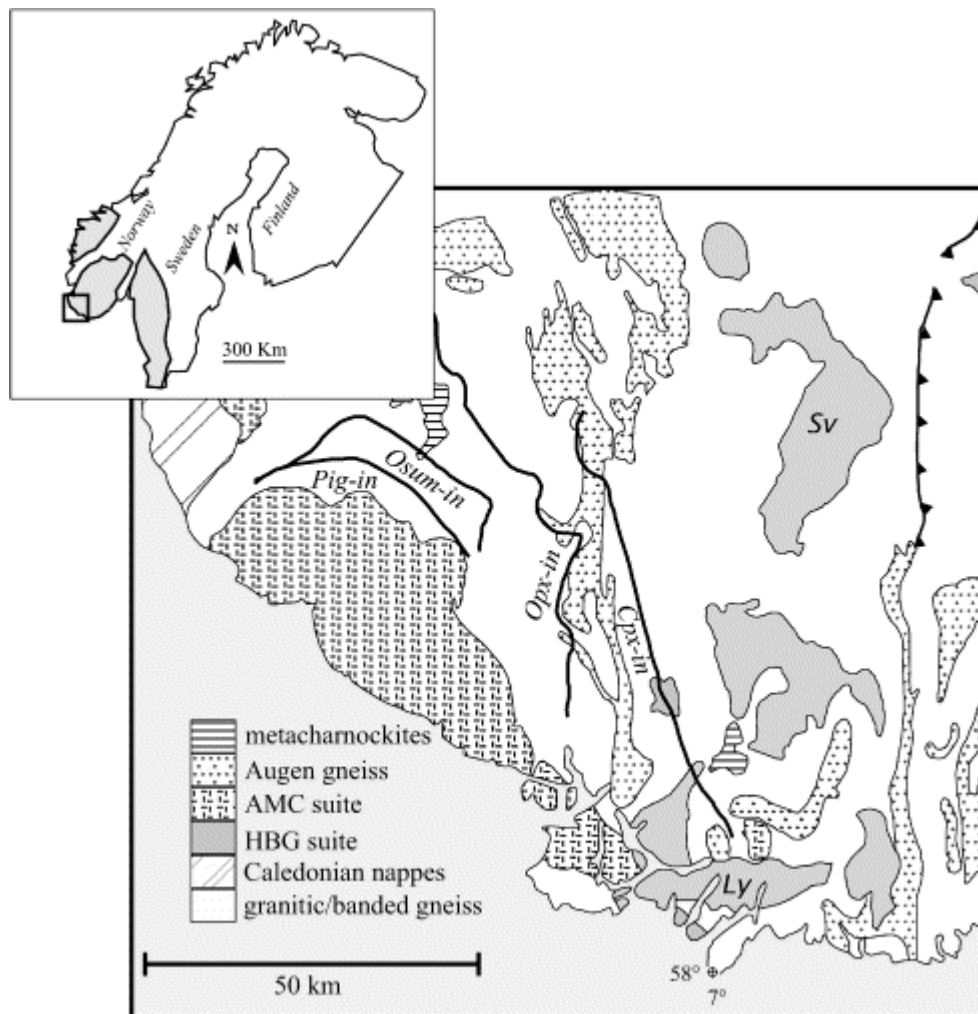 Norway
Sweden
Finland
N
300 Km
Sv
Osum-in
Pig-in
Opx-in
Cpx-in
metacharnockites
Augen gneiss
AMC suite
HBG suite
Caledonian nappes
granitic/banded gneiss
Ly
50 km
58°
7°